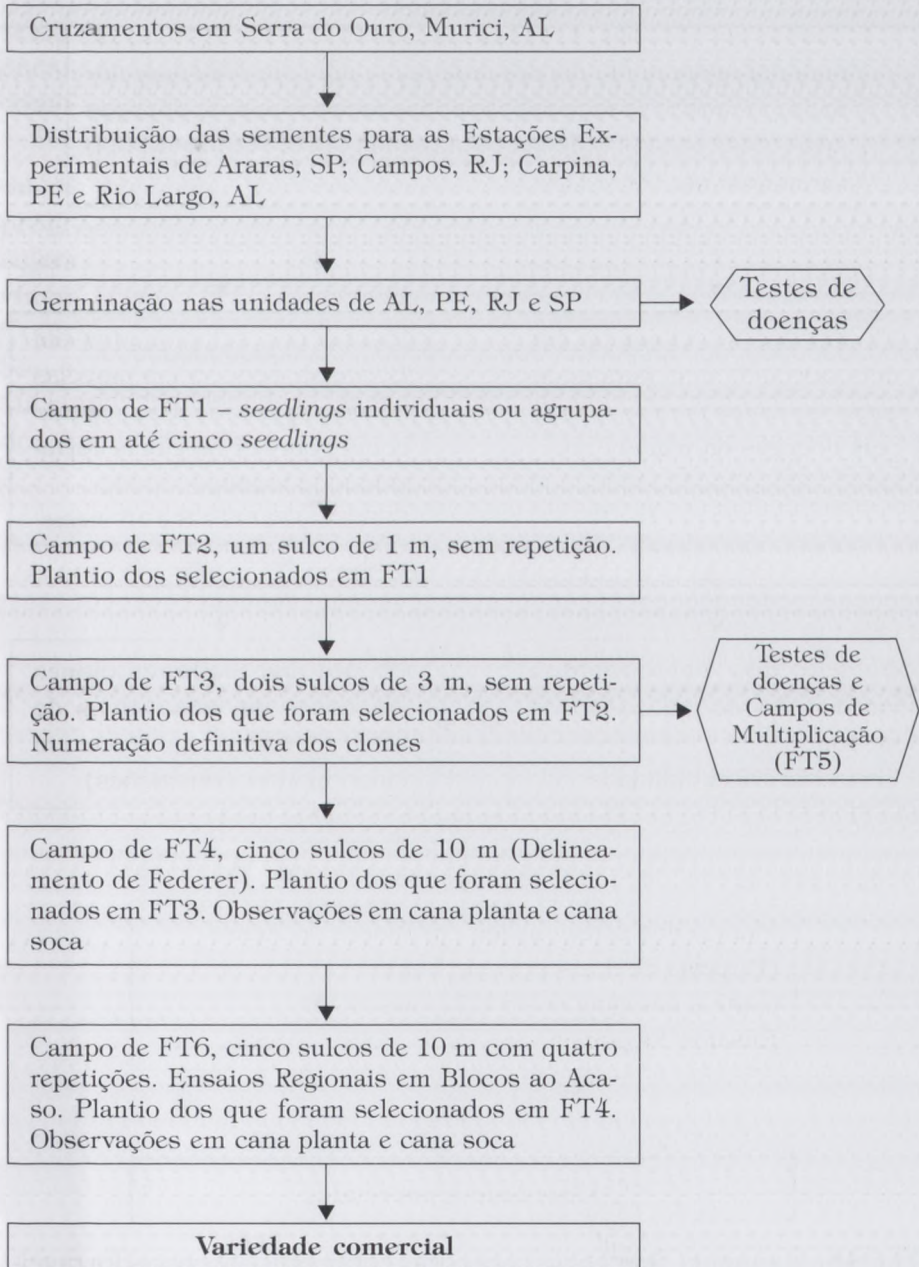 Cruzamentos em Serra do Ouro, Murici, AL
Distribuição das sementes para as Estações Ex-
perimentais de Araras, SP; Campos, RJ; Carpina,
PE e Rio Largo, AL
Germinação nas unidades de AL, PE, RJ e SP
Testes de
doenças
Campo de FT1 – seedlings individuais ou agrupa-
dos em até cinco seedlings
Campo de FT2, um sulco de 1 m, sem repetição.
Plantio dos selecionados em FT1
Campo de FT3, dois sulcos de 3 m, sem repeti-
ção. Plantio dos que foram selecionados em FT2.
Numeração definitiva dos clones
Testes de
doenças e
Campos de
Multiplicação
(FT5)
Campo de FT4, cinco sulcos de 10 m (Delinea-
mento de Federer). Plantio dos que foram selecio-
nados em FT3. Observações em cana planta e cana
soca
Campo de FT6, cinco sulcos de 10 m com quatro
repetições. Ensaios Regionais em Blocos ao Aca-
so. Plantio dos que foram selecionados em FT4.
Observações em cana planta e cana soca
Variedade comercial